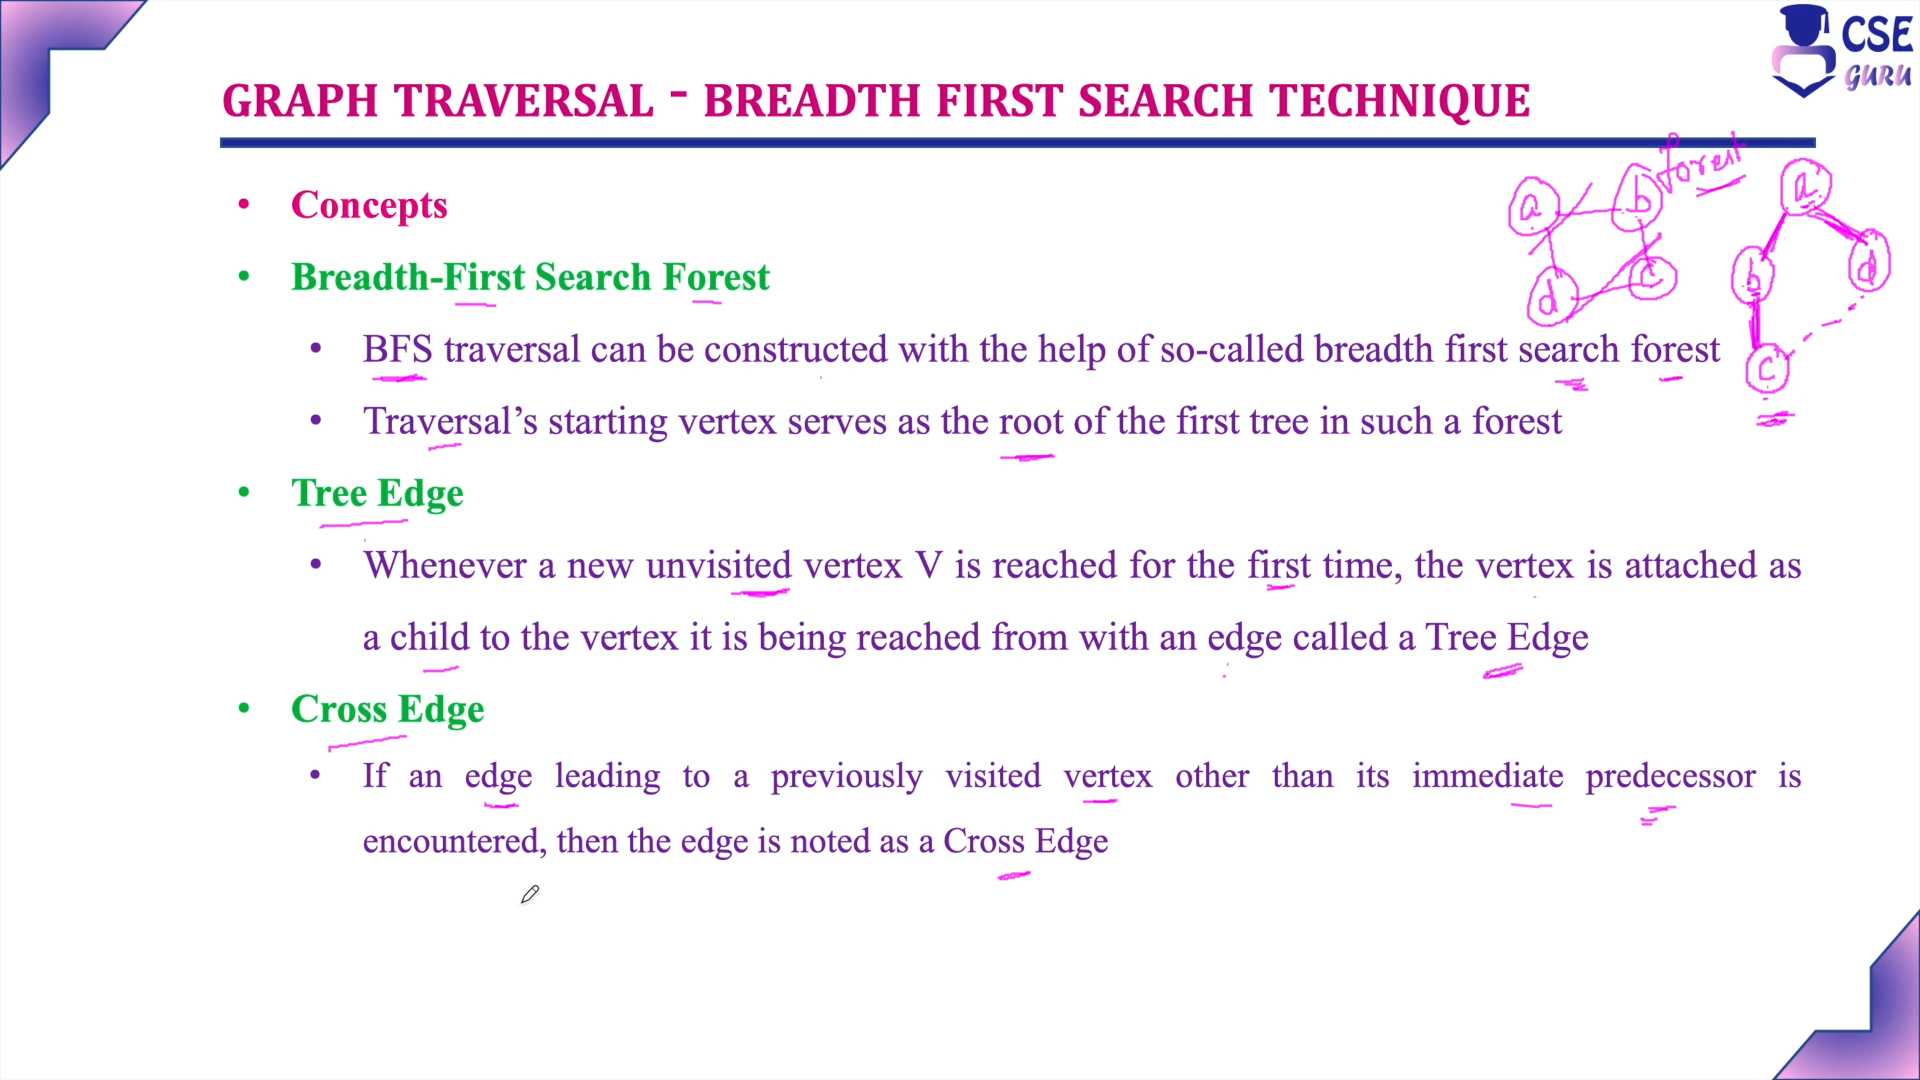 CSE
GURU
GRAPH TRAVERSAL - BREADTH FIRST SEARCH TECHNIQUE
forest
a b
d c
a
b d
c
• Concepts
• Breadth-First Search Forest
• BFS traversal can be constructed with the help of so-called breadth first search forest
• Traversal’s starting vertex serves as the root of the first tree in such a forest
• Tree Edge
• Whenever a new unvisited vertex V is reached for the first time, the vertex is attached as
a child to the vertex it is being reached from with an edge called a Tree Edge
• Cross Edge
• If an edge leading to a previously visited vertex other than its immediate predecessor is
encountered, then the edge is noted as a Cross Edge